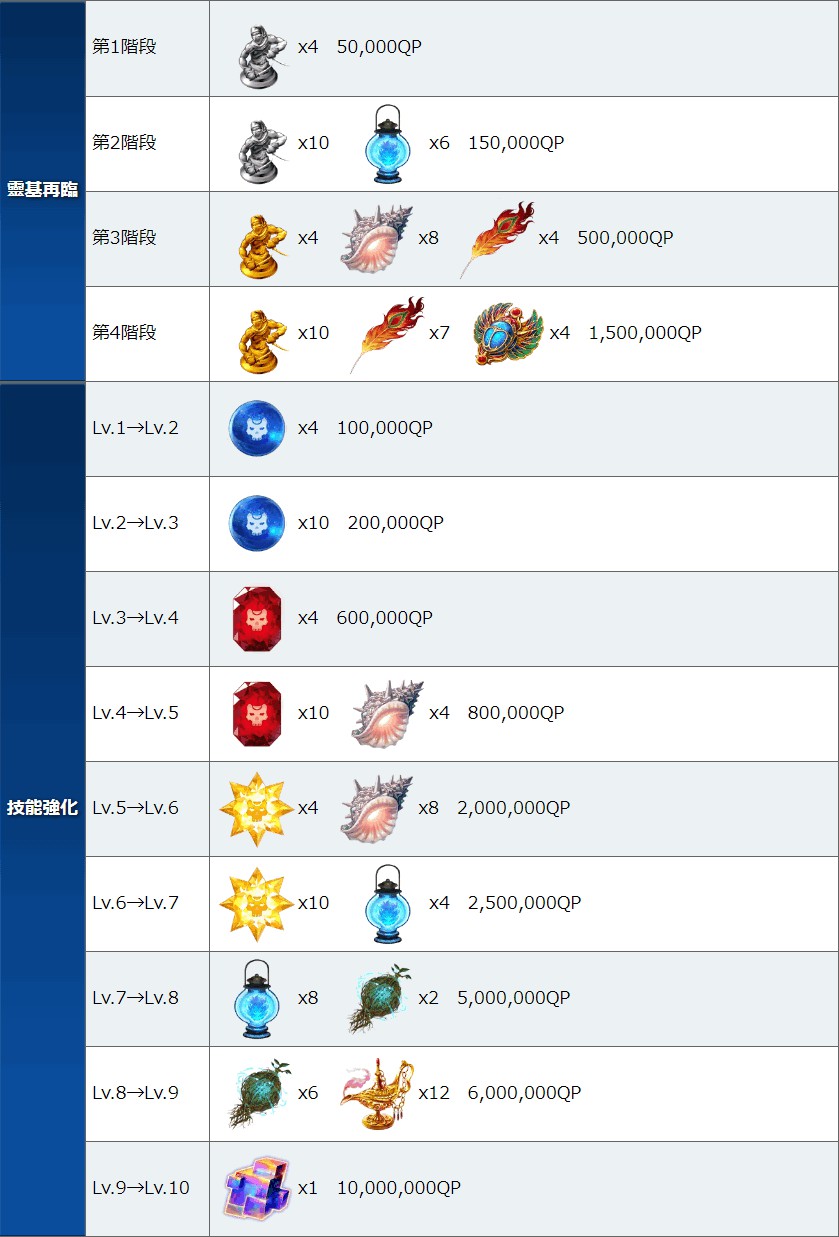 靈基再臨
第1階段 x4 50,000QP
第2階段 x10 x6 150,000QP
第3階段 x4 x8 x4 500,000QP
第4階段 x10 x7 x4 1,500,000QP
技能強化
Lv.1→Lv.2 x4 100,000QP
Lv.2→Lv.3 x10 200,000QP
Lv.3→Lv.4 x4 600,000QP
Lv.4→Lv.5 x10 x4 800,000QP
Lv.5→Lv.6 x4 x8 2,000,000QP
Lv.6→Lv.7 x10 x4 2,500,000QP
Lv.7→Lv.8 x8 x2 5,000,000QP
Lv.8→Lv.9 x6 x12 6,000,000QP
Lv.9→Lv.10 x1 10,000,000QP